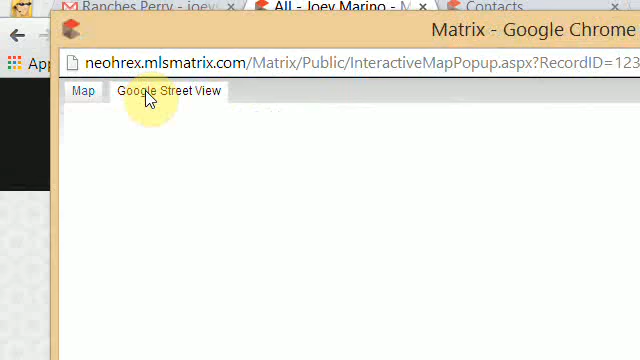 Ranches Perry - joey
All - Joey Marino - M
Contacts
Matrix - Google Chrome
App
neohrex.mlsmatrix.com/Matrix/Public/InteractiveMapPopup.aspx?RecordID=123
Map
Google Street View